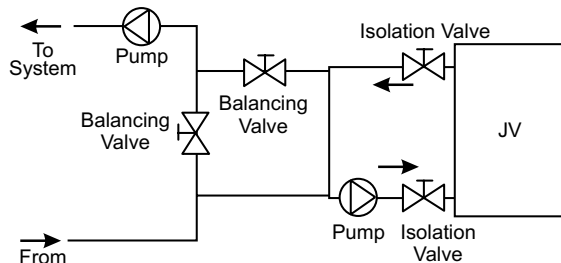 To
System
Pump
Isolation Valve
Balancing
Valve
Balancing
Valve
JV
Pump
Isolation
Valve
From